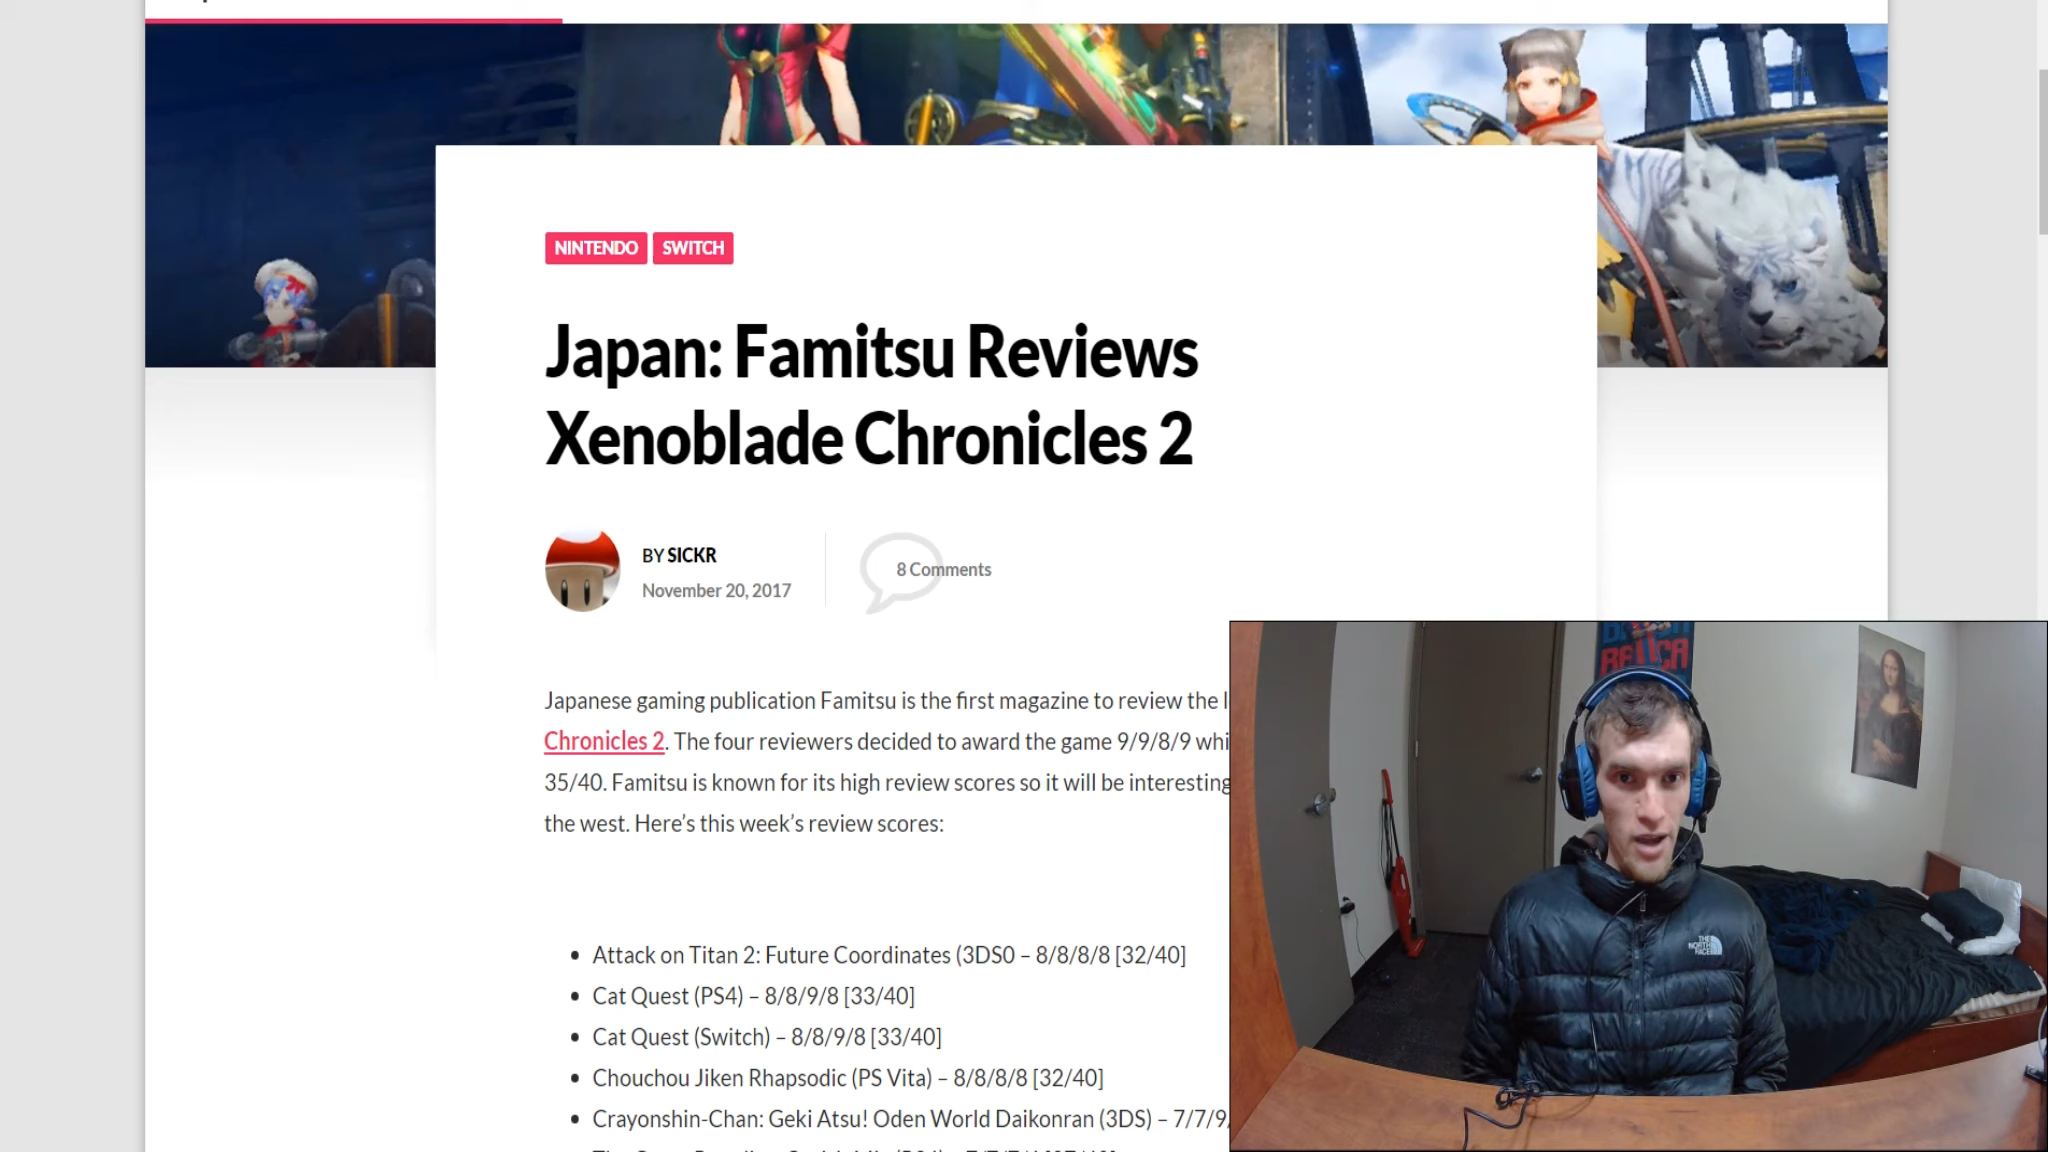 NINTENDO SWITCH
Japan: Famitsu Reviews
Xenoblade Chronicles 2
BY SICKR
November 20, 2017
8 Comments
Japanese gaming publication Famitsu is the first magazine to review the
Chronicles 2. The four reviewers decided to award the game 9/9/8/9
35/40. Famitsu is known for its high review scores so it will be interesting
the west. Here’s this week’s review scores:
Attack on Titan 2: Future Coordinates (3DS0 – 8/8/8/8 [32/40]
Cat Quest (PS4) – 8/8/9/8 [33/40]
Cat Quest (Switch) – 8/8/9/8 [33/40]
Chouchou Jiken Rhapsodic (PS Vita) – 8/8/8/8 [32/40]
Crayonshin-Chan: Geki Atsu! Oden World Daikonran (3DS) – 7/7/9/
THE
NORTH
FACE